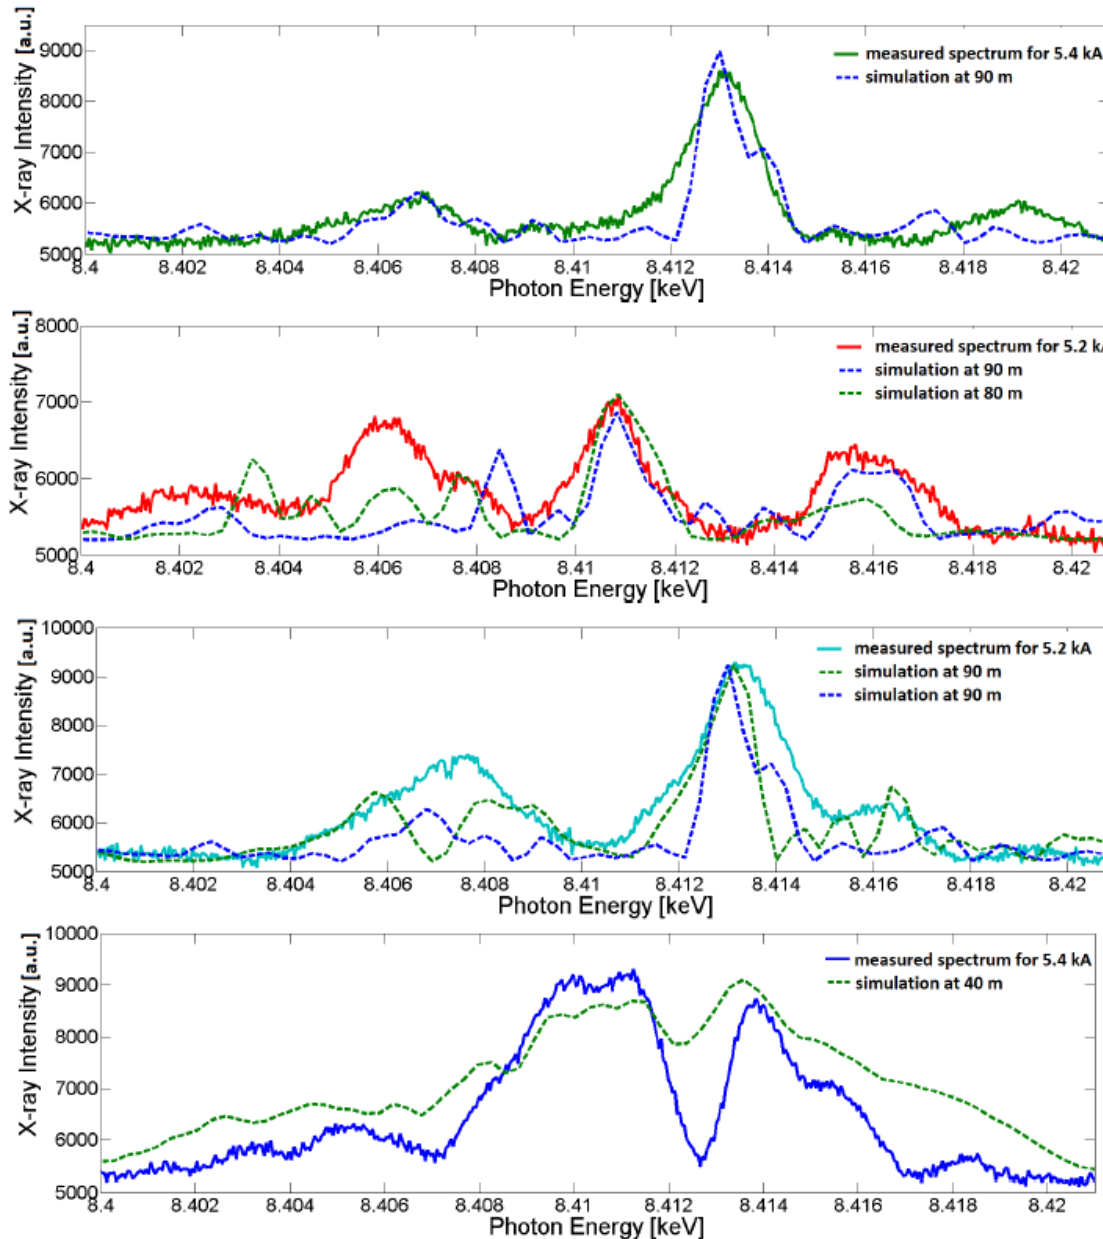 X-ray Intensity [a.u.]
9000
8000
7000
6000
5000
measured spectrum for 5.4 kA
simulation at 90 m
8.4 8.402 8.404 8.406 8.408 8.41 8.412 8.414 8.416 8.418 8.42
Photon Energy [keV]
X-ray Intensity [a.u.]
8000
7000
6000
5000
measured spectrum for 5.2 kA
simulation at 90 m
simulation at 80 m
8.4 8.402 8.404 8.406 8.408 8.41 8.412 8.414 8.416 8.418 8.42
Photon Energy [keV]
X-ray Intensity [a.u.]
10000
9000
8000
7000
6000
5000
measured spectrum for 5.2 kA
simulation at 90 m
simulation at 90 m
8.4 8.402 8.404 8.406 8.408 8.41 8.412 8.414 8.416 8.418 8.42
Photon Energy [keV]
X-ray Intensity [a.u.]
10000
9000
8000
7000
6000
5000
measured spectrum for 5.4 kA
simulation at 40 m
8.4 8.402 8.404 8.406 8.408 8.41 8.412 8.414 8.416 8.418 8.42
Photon Energy [keV]